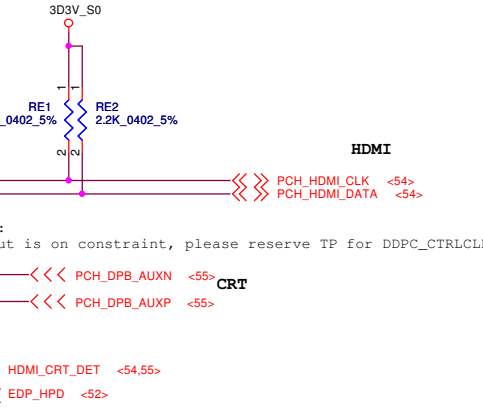 3D3V_S0
1 1
RE1 RE2
_0402_5% 2.2K_0402_5%
2 2
HDMI
PCH_HDMI_CLK <54>
PCH_HDMI_DATA <54>
:
ut is on constraint, please reserve TP for DDPC_CTRLCL
PCH_DPB_AUXN <55>
CRT
PCH_DPB_AUXP <55>
HDMI_CRT_DET <54,55>
EDP_HPD <52>